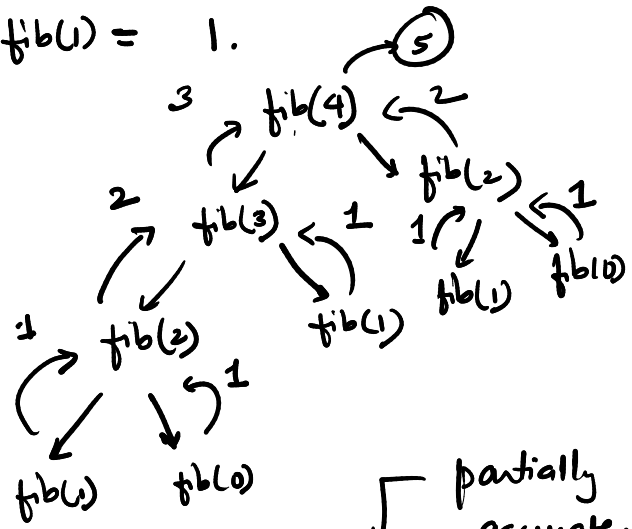 fib(1) = 1.
5
3 fib(4) 2
fib(2)
2 fib(3) 1 1 1
fib(1) fib(0)
fib(1)
1 fib(2) 1
fib(1) fib(0)
partially
accurate